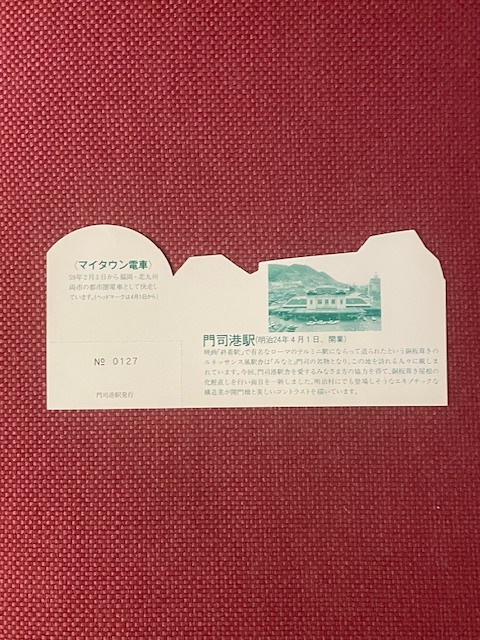 〈マイタウン電車〉
59年2月2日から福岡・北九州
両市の都市圏電車として快走し
ています。(ヘッドマークは4月1日から)
№ 0127
門司港駅発行
門司港駅(明治24年4月1日、開業)
映画「終着駅」で有名なローマのテルミニ駅にならって造られたという銅板葺きの
ルネッサンス風駅舎は「みなと」門司の名物となり、この地を訪れる人々に親しま
れています。今回、門司港駅舎を愛するみなさま方の協力を得て、銅板葺き屋根の
化粧直しを行い面目を一新しました。明治村にでも登場しそうなエキゾチックな
構造美が関門橋と美しいコントラストを描いています。